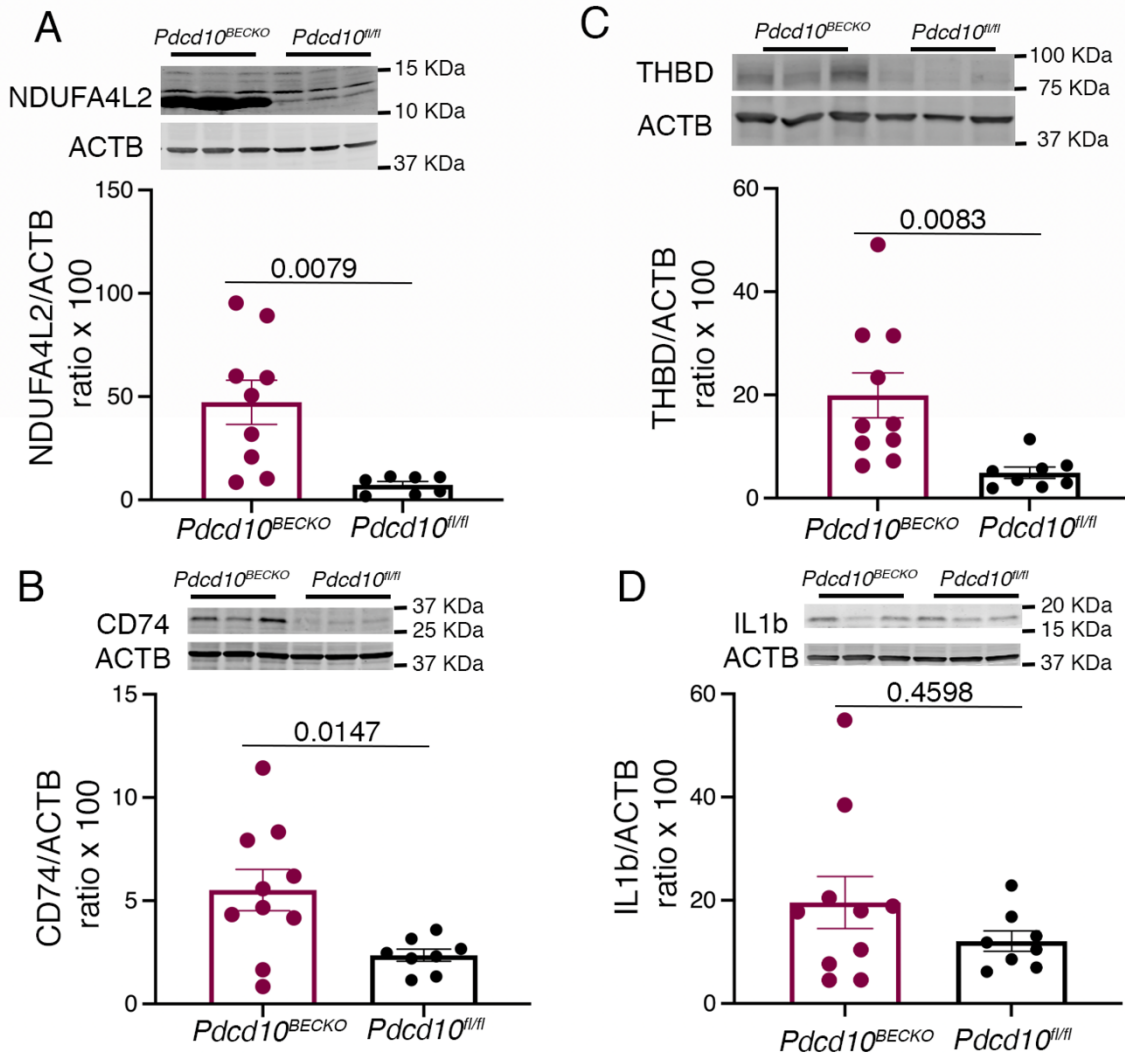 A
Pdcd10BECKO Pdcd10fl/fl
15 KDa
NDUFA4L2
10 KDa
ACTB
37 KDa
150
100
50
0
NDUFA4L2/ACTB
ratio x 100
0.0079
Pdcd10BECKO Pdcd10fl/fl
C
Pdcd10BECKO Pdcd10fl/fl
100 KDa
THBD
75 KDa
ACTB
37 KDa
60
40
20
0
THBD/ACTB
ratio x 100
0.0083
Pdcd10BECKO Pdcd10fl/fl
B
Pdcd10BECKO Pdcd10fl/fl
37 KDa
CD74
25 KDa
ACTB
37 KDa
15
10
5
0
CD74/ACTB
ratio x 100
0.0147
Pdcd10BECKO Pdcd10fl/fl
D
Pdcd10BECKO Pdcd10fl/fl
20 KDa
IL1b
15 KDa
ACTB
37 KDa
60
40
20
0
IL1b/ACTB
ratio x 100
0.4598
Pdcd10BECKO Pdcd10fl/fl